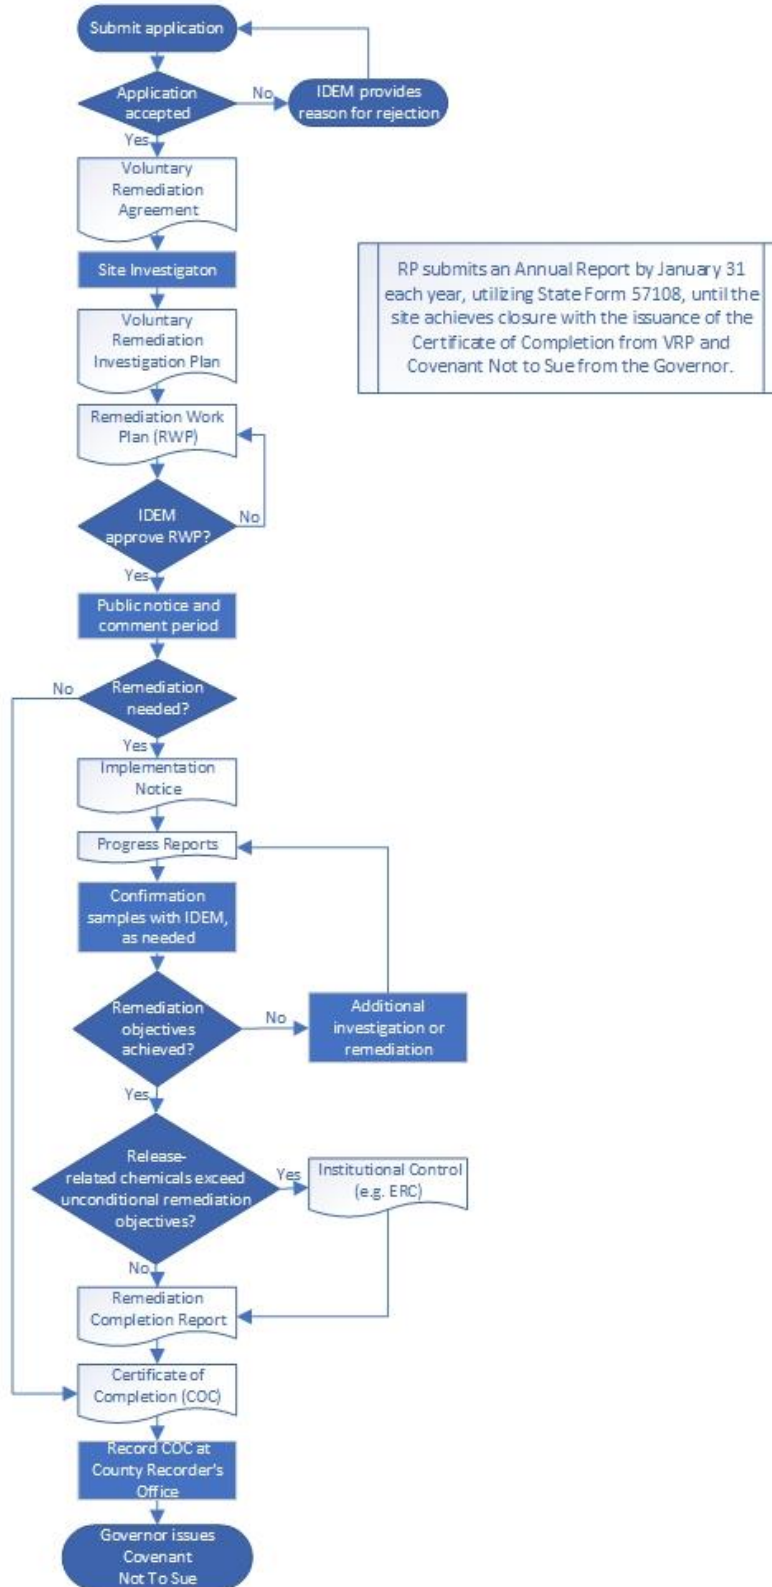 Submit application
Application
accepted
No
IDEM provides
reason for rejection
Yes
Voluntary
Remediation
Agreement
Site Investigaton
RP submits an Annual Report by January 31
each year, utilizing State Form 57108, until the
site achieves closure with the issuance of the
Certificate of Completion from VRP and
Covenant Not to Sue from the Governor.
Voluntary
Remediation
Investigation Plan
Remediation Work
Plan (RWP)
IDEM
approve RWP?
No
Yes
Public notice and
comment period
Remediation
needed?
No
Yes
Implementation
Notice
Progress Reports
Confirmation
samples with IDEM,
as needed
Remediation
objectives
achieved?
No
Additional
investigation or
remediation
Yes
Release-
related chemicals exceed
unconditional remediation
objectives?
Yes
Institutional Control
(e.g. ERC)
No
Remediation
Completion Report
Certificate of
Completion (COC)
Record COC at
County Recorder's
Office
Governor issues
Covenant
Not To Sue